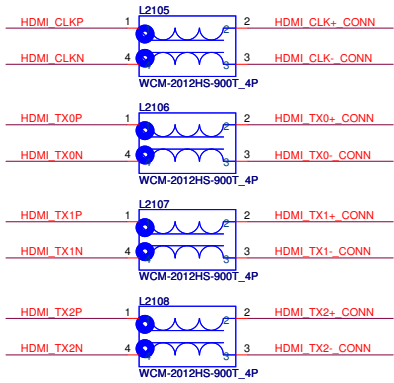 L2105
HDMI_CLKP 1 2 2 HDMI_CLK+_CONN
HDMI_CLKN 4 3 3 HDMI_CLK-_CONN
WCM-2012HS-900T_4P
L2106
HDMI_TX0P 1 2 2 HDMI_TX0+_CONN
HDMI_TX0N 4 3 3 HDMI_TX0-_CONN
WCM-2012HS-900T_4P
L2107
HDMI_TX1P 1 2 2 HDMI_TX1+_CONN
HDMI_TX1N 4 3 3 HDMI_TX1-_CONN
WCM-2012HS-900T_4P
L2108
HDMI_TX2P 1 2 2 HDMI_TX2+_CONN
HDMI_TX2N 4 3 3 HDMI_TX2-_CONN
WCM-2012HS-900T_4P